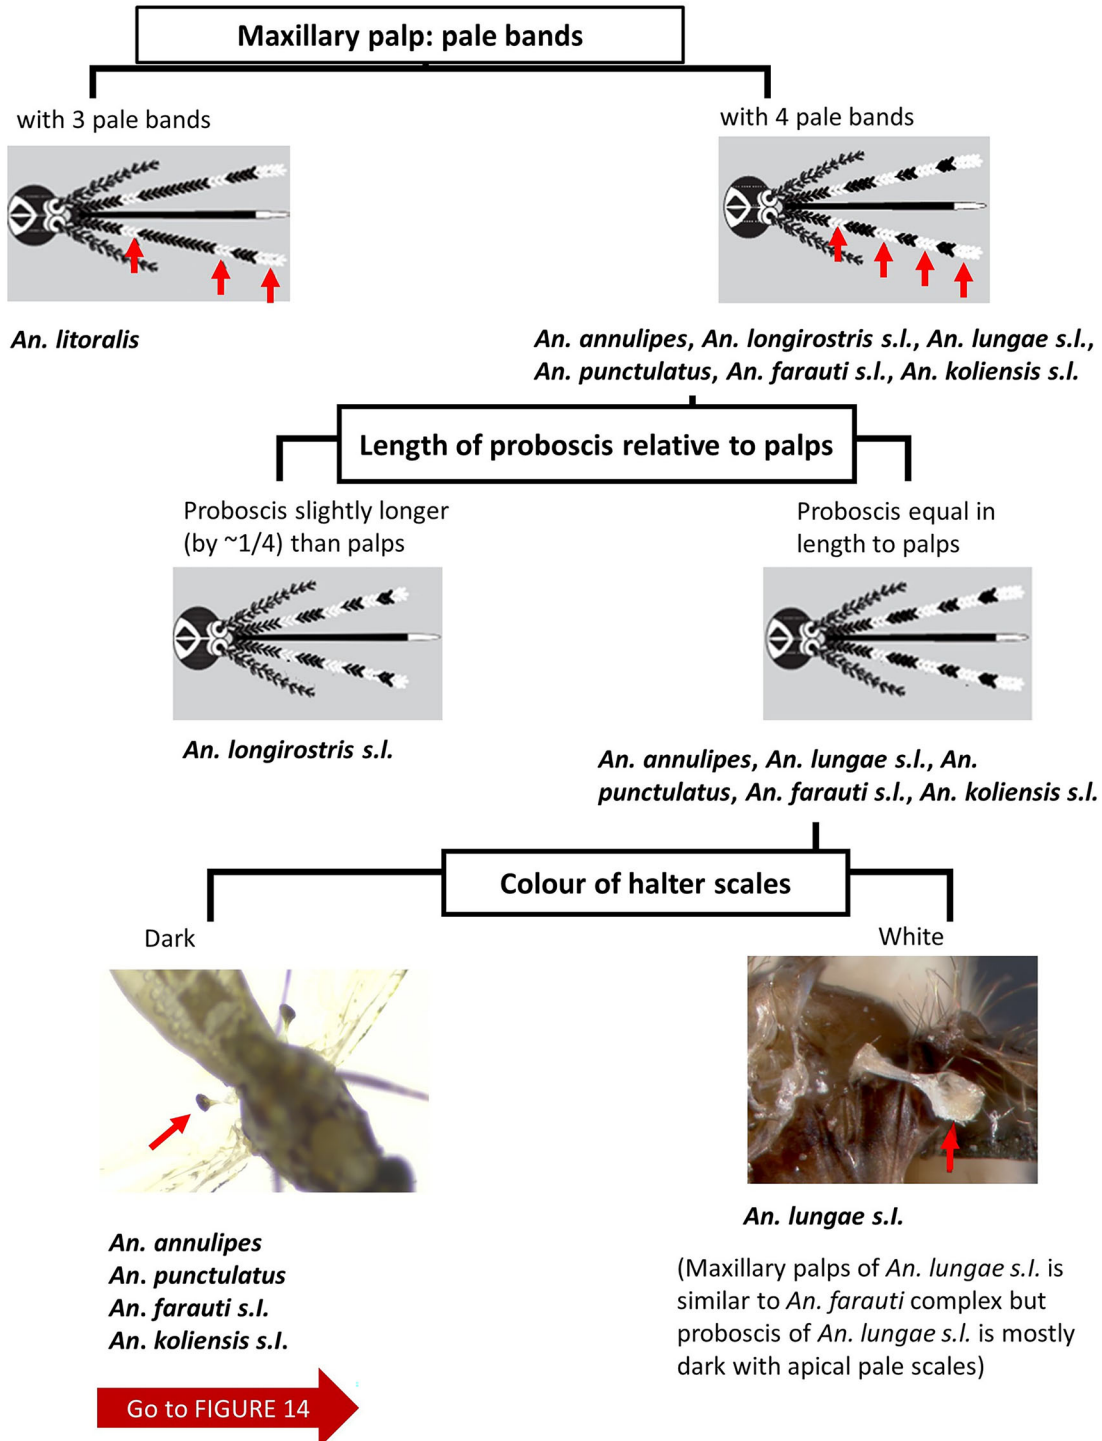 Maxillary palp: pale bands
with 3 pale bands
with 4 pale bands
An. litoralis
An. annulipes, An. longirostris s.l., An. lungae s.l.,
An. punctulatus, An. farauti s.l., An. koliensis s.l.
Length of proboscis relative to palps
Proboscis slightly longer
(by ~1/4) than palps
Proboscis equal in
length to palps
An. longirostris s.l.
An. annulipes, An. lungae s.l., An.
punctulatus, An. farauti s.l., An. koliensis s.l.
Colour of halter scales
Dark
White
An. annulipes
An. punctulatus
An. farauti s.I.
An. koliensis s.I.
Go to FIGURE 14
An. lungae s.I.
(Maxillary palps of An. lungae s.I. is
similar to An. farauti complex but
proboscis of An. lungae s.l. is mostly
dark with apical pale scales)